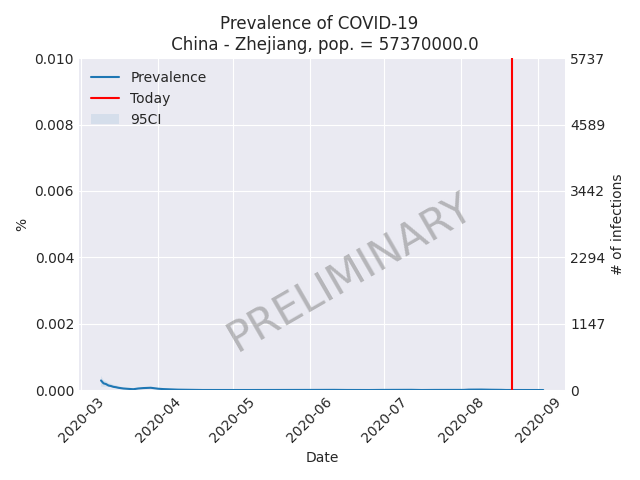 Prevalence of COVID-19
China - Zhejiang, pop. = 57370000.0
Prevalence
Today
95CI
0.010
0.008
0.006
0.004
0.002
0.000
%
5737
4589
3442
2294
1147
0
# of infections
PRELIMINARY
2020-03
2020-04
2020-05
2020-06
2020-07
2020-08
2020-09
Date